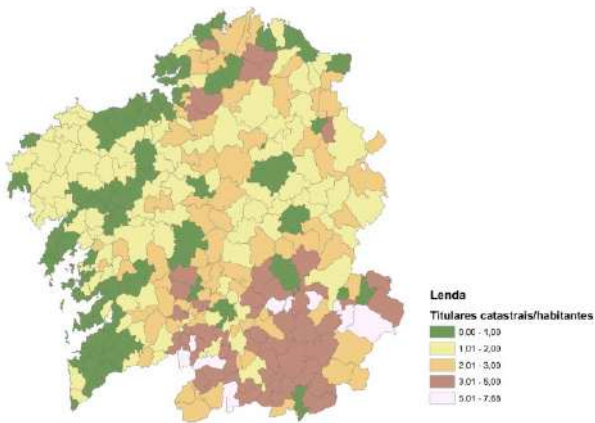 Lenda
Titulares catastrais/habitantes
0,00 - 1,00
1,01 - 2,00
2,01 - 3,00
3,01 - 5,00
5,01 - 7,68